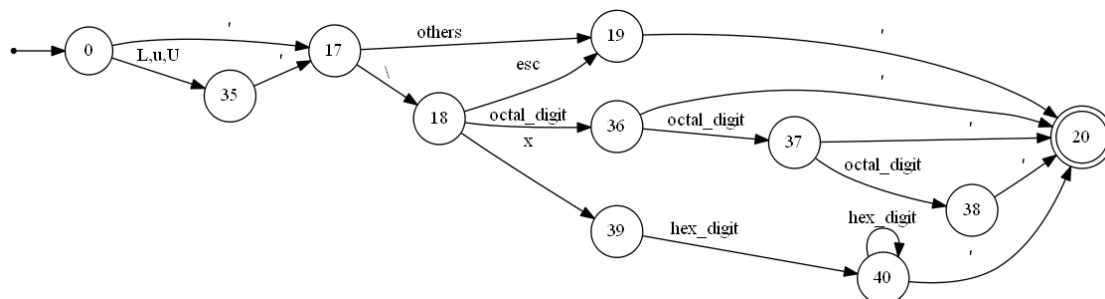 '
0
L,u,U
35
'
17
others
\
18
esc
19
'
octal_digit
x
36
'
octal_digit
37
'
octal_digit
38
'
20
39
hex_digit
hex_digit
40
'